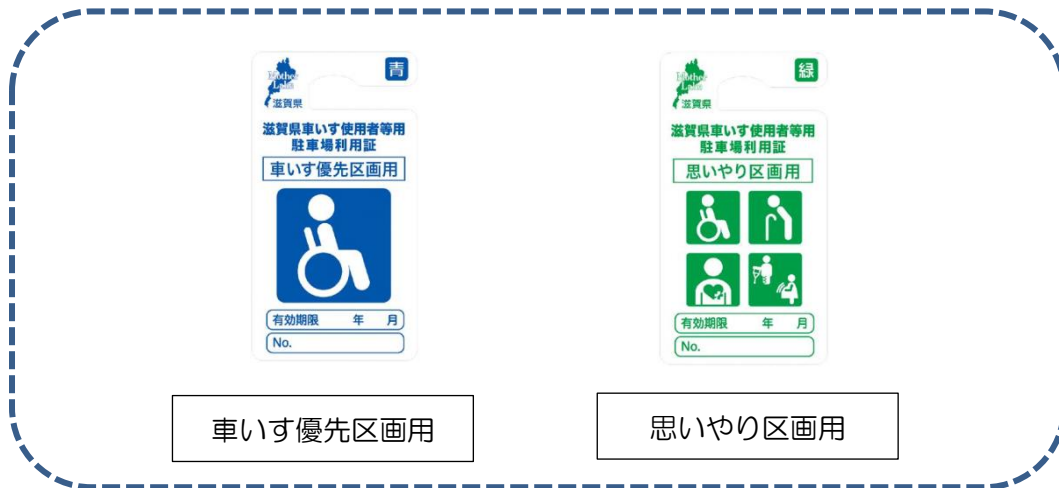 Mother
Lake
滋賀県
青
滋賀県車いす使用者等用
駐車場利用証
車いす優先区画用
有効期限 年 月
No.
車いす優先区画用
Mother
Lake
滋賀県
緑
滋賀県車いす使用者等用
駐車場利用証
思いやり区画用
有効期限 年 月
No.
思いやり区画用